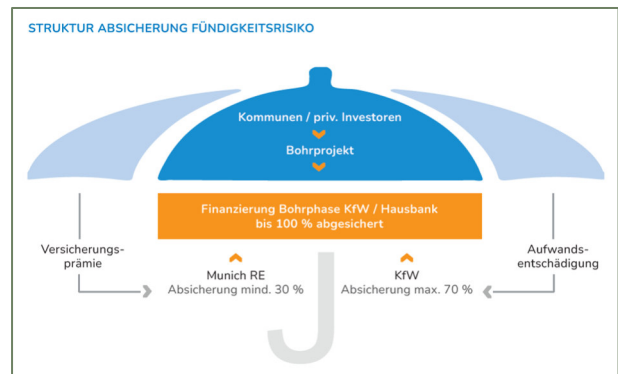 STRUKTUR ABSICHERUNG FÜNDIGKEITSRISIKO
Kommunen / priv. Investoren
Bohrprojekt
Finanzierung Bohrphase KfW / Hausbank
bis 100 % abgesichert
Versicherungs-
prämie
Munich RE
Absicherung mind. 30 %
KfW
Absicherung max. 70 %
Aufwands-
entschädigung